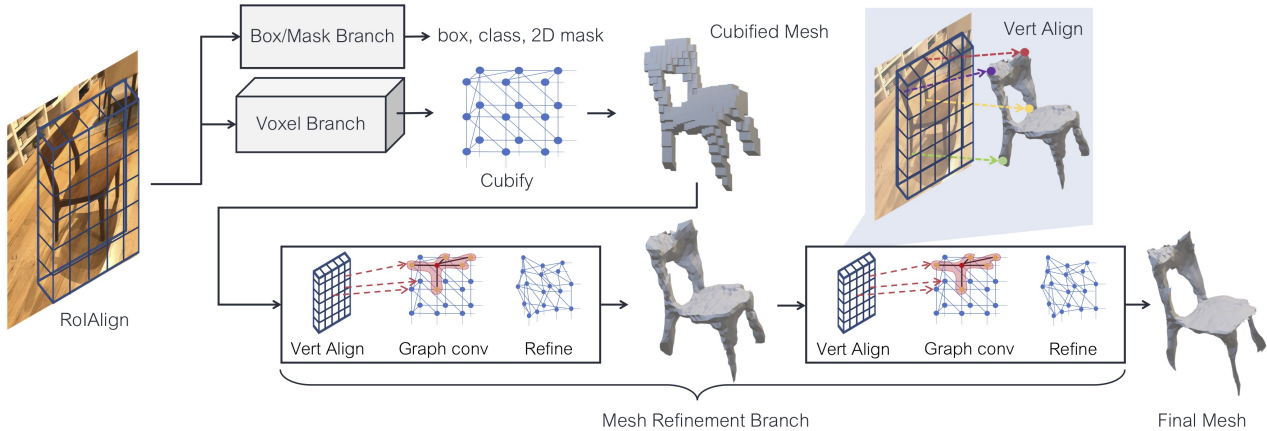 Box/Mask Branch
box, class, 2D mask
Cubified Mesh
Vert Align
Voxel Branch
Cubify
RoIAlign
Vert Align
Graph conv
Refine
Vert Align
Graph conv
Refine
Mesh Refinement Branch
Final Mesh